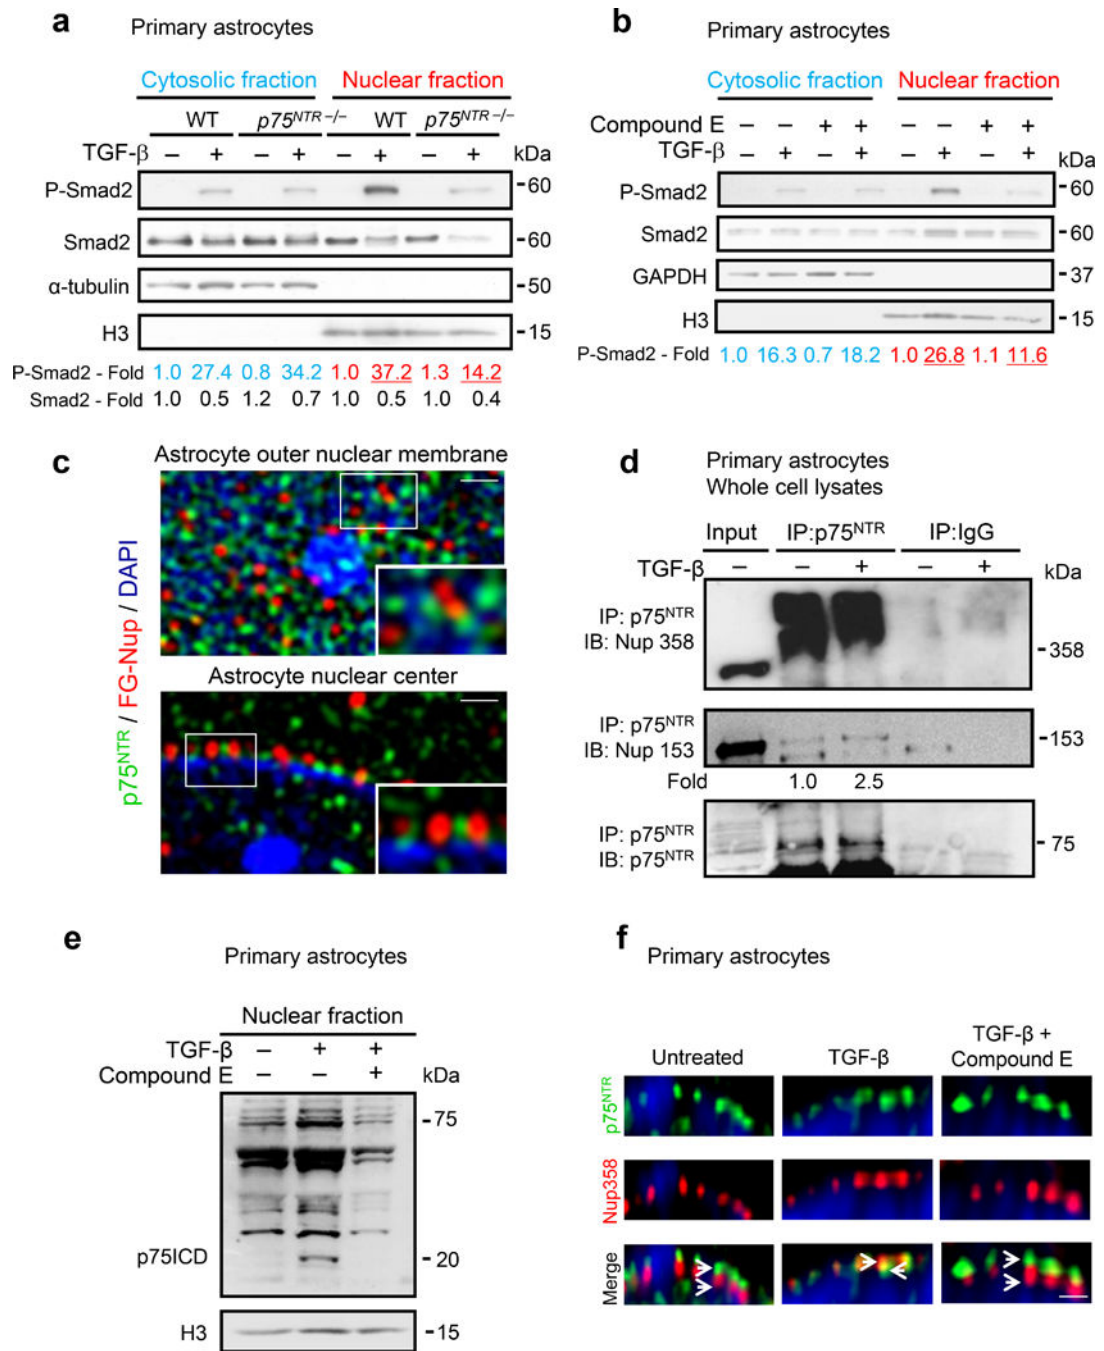 a Primary astrocytes
Cytosolic fraction Nuclear fraction
WT p75NTR −/− WT p75NTR −/−
TGF-β − + − + − + − + kDa
P-Smad2 -60
Smad2 -60
α-tubulin -50
H3 -15
P-Smad2 - Fold 1.0 27.4 0.8 34.2 1.0 37.2 1.3 14.2
Smad2 - Fold 1.0 0.5 1.2 0.7 1.0 0.5 1.0 0.4
b Primary astrocytes
Cytosolic fraction Nuclear fraction
Compound E − − + + − − + +
TGF-β − + − + − + − + kDa
P-Smad2 -60
Smad2 -60
GAPDH -37
H3 -15
P-Smad2 - Fold 1.0 16.3 0.7 18.2 1.0 26.8 1.1 11.6
c
Astrocyte outer nuclear membrane
p75NTR / FG-Nup / DAPI
Astrocyte nuclear center
d Primary astrocytes
Whole cell lysates
Input IP:p75NTR IP:IgG
TGF-β − − + − + kDa
IP: p75NTR
IB: Nup 358 -358
IP: p75NTR
IB: Nup 153 -153
Fold 1.0 2.5
IP: p75NTR
IB: p75NTR -75
e Primary astrocytes
Nuclear fraction
TGF-β − + +
Compound E − − + kDa
-75
p75ICD -20
H3 -15
f Primary astrocytes
Untreated TGF-β TGF-β +
Compound E
p75NTR
Nup358
Merge